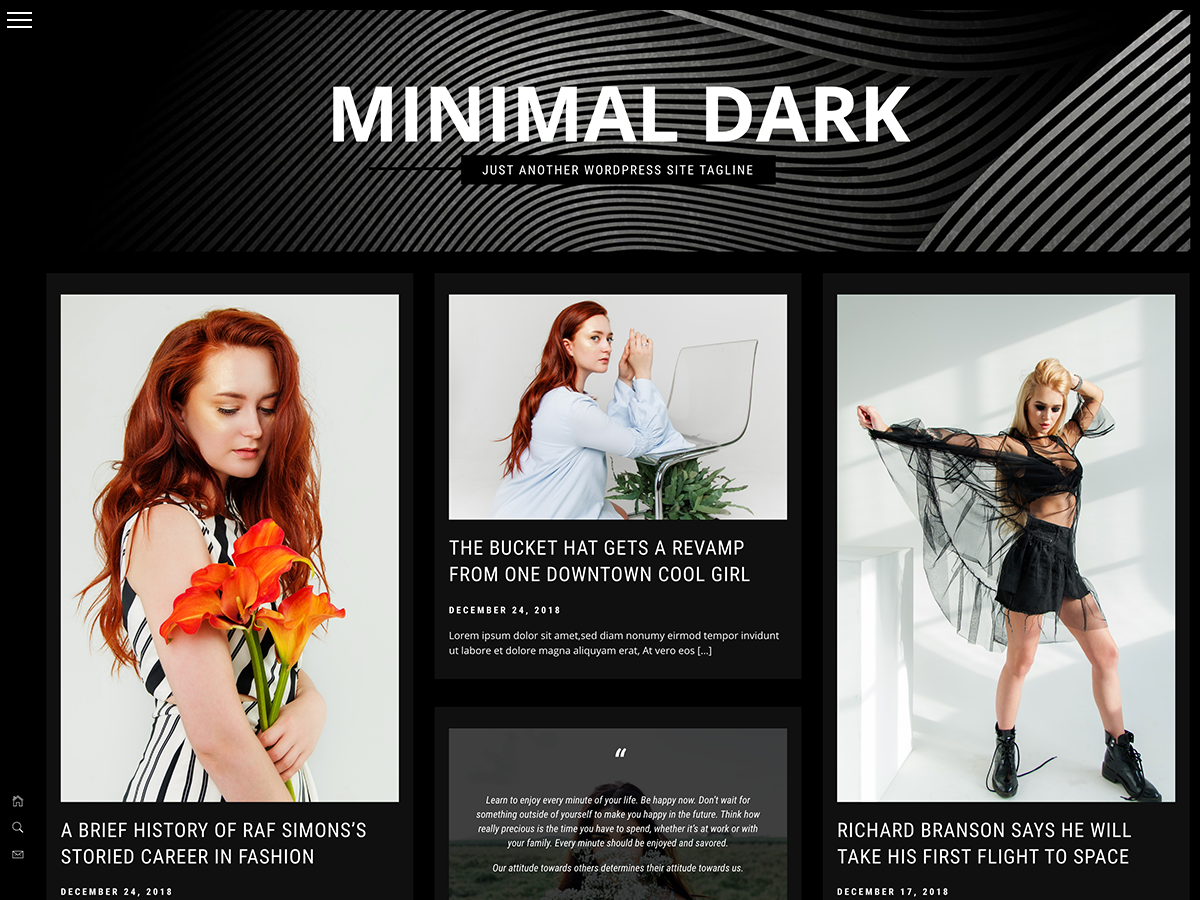 MINIMAL DARK
JUST ANOTHER WORDPRESS SITE TAGLINE
A BRIEF HISTORY OF RAF SIMONS’S
STORIED CAREER IN FASHION
DECEMBER 24, 2018
THE BUCKET HAT GETS A REVAMP
FROM ONE DOWNTOWN COOL GIRL
DECEMBER 24, 2018
Lorem ipsum dolor sit amet,sed diam nonumy eirmod tempor invidunt
ut labore et dolore magna aliquyam erat, At vero eos [...]
“
Learn to enjoy every minute of your life. Be happy now. Don’t wait for
something outside of yourself to make you happy in the future. Think how
really precious is the time you have to spend, whether it’s at work or with
your family. Every minute should be enjoyed and savored.
Our attitude towards others determines their attitude towards us.
RICHARD BRANSON SAYS HE WILL
TAKE HIS FIRST FLIGHT TO SPACE
DECEMBER 17, 2018